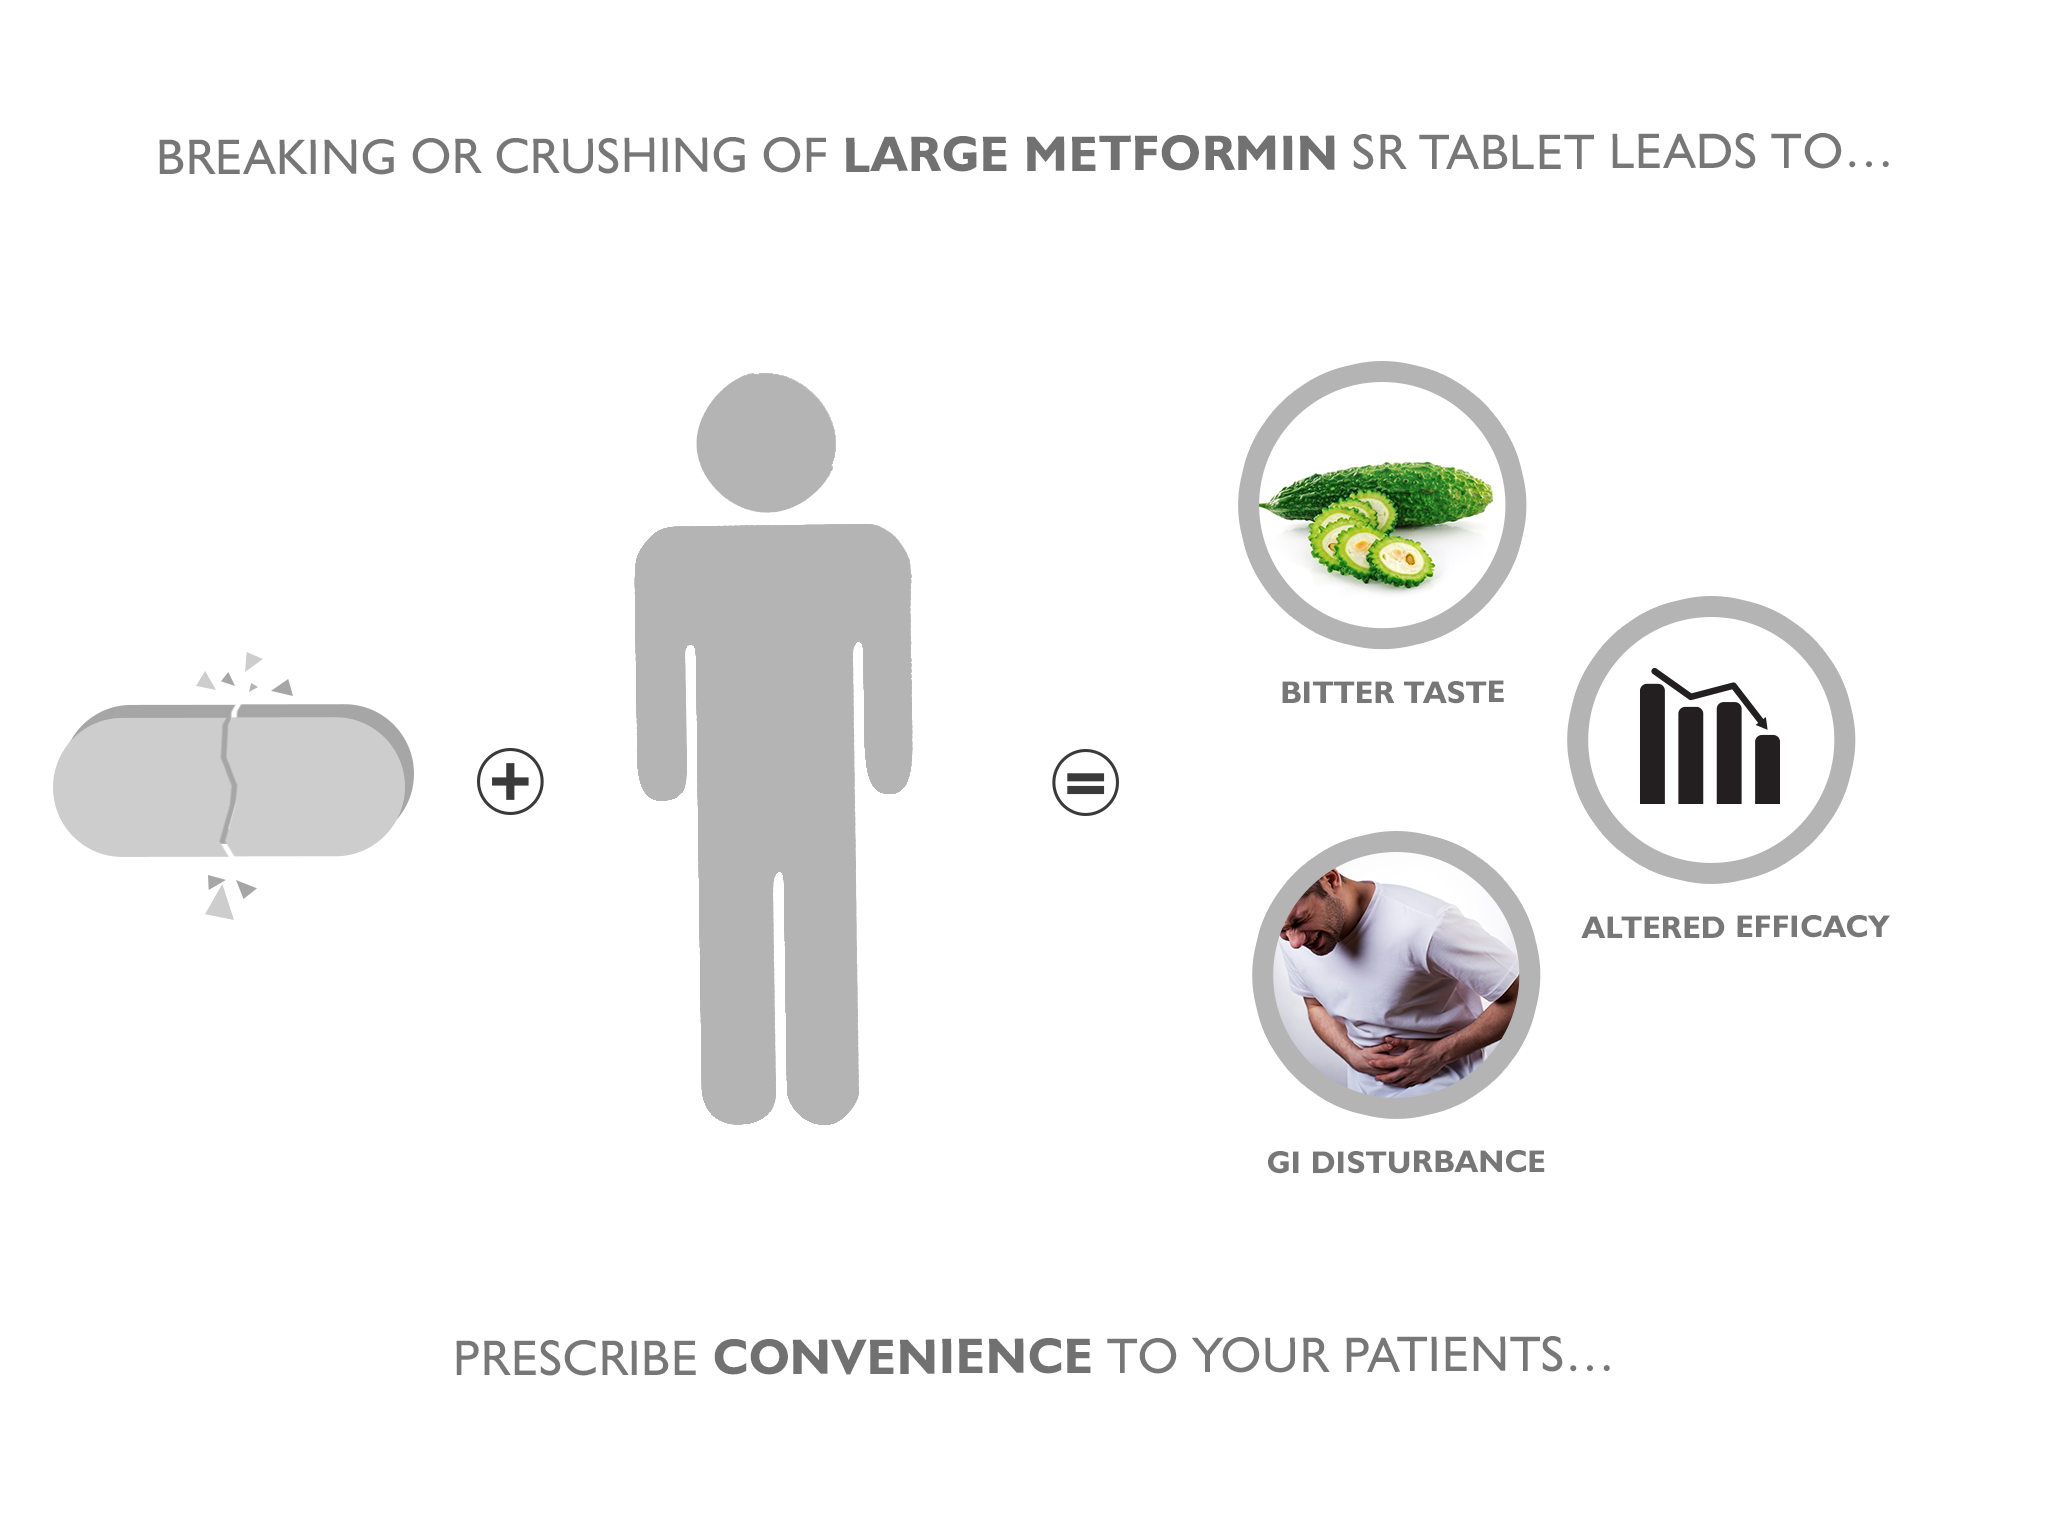 BREAKING OR CRUSHING OF LARGE METFORMIN SR TABLET LEADS TO...
BITTER TASTE
ALTERED EFFICACY
GI DISTURBANCE
PRESCRIBE CONVENIENCE TO YOUR PATIENTS...